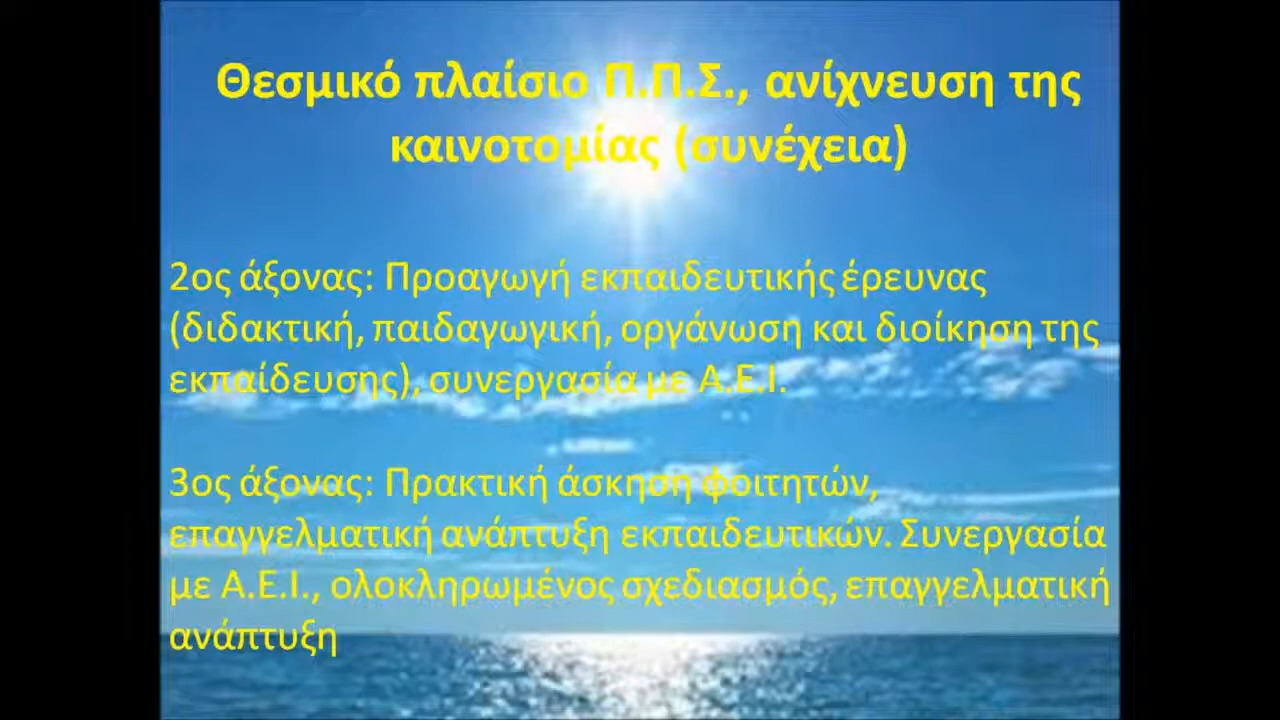 Θεσμικό πλαίσιο Π.Π.Σ., ανίχνευση της
καινοτομίας (συνέχεια)
2ος άξονας: Προαγωγή εκπαιδευτικής έρευνας
(διδακτική, παιδαγωγική, οργάνωση και διοίκηση της
εκπαίδευσης), συνεργασία με Α.Ε.Ι.
3ος άξονας: Πρακτική άσκηση φοιτητών,
επαγγελματική ανάπτυξη εκπαιδευτικών. Συνεργασία
με Α.Ε.Ι., ολοκληρωμένος σχεδιασμός, επαγγελματική
ανάπτυξη